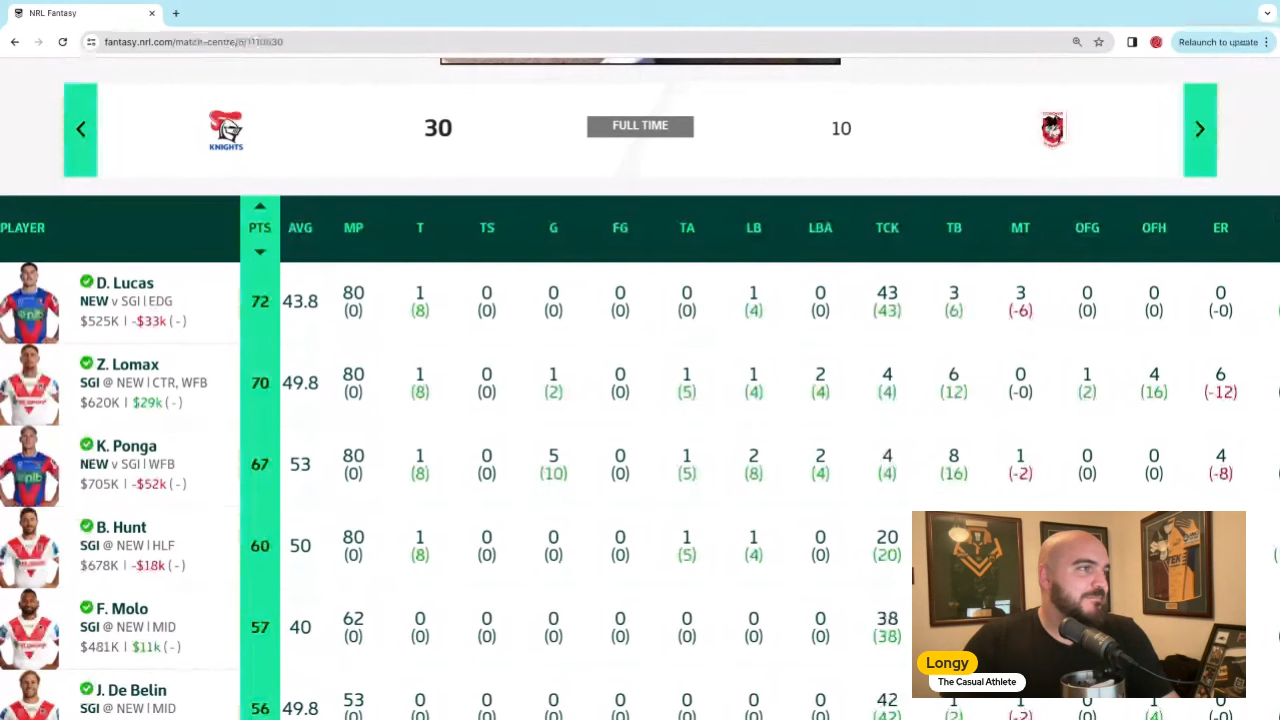 NRL Fantasy
fantasy.nrl.com/match-centre/6/1110630
Relaunch to update
KNIGHTS
30
FULL TIME
10
PLAYER PTS AVG MP T TS G FG TA LB LBA TCK TB MT OFG OFH ER
D. Lucas
NEW v SGI | EDG
$525K | -$33k ( - )
72 43.8 80 1 0 0 0 0 1 0 43 3 3 0 0 0
(0) (8) (0) (0) (0) (0) (4) (0) (43) (6) (-6) (0) (0) (-0)
Z. Lomax
SGI @ NEW | CTR, WFB
$620K | $29k ( - )
70 49.8 80 1 0 1 0 1 1 2 4 6 0 1 4 6
(0) (8) (0) (2) (0) (5) (4) (4) (4) (12) (-0) (2) (16) (-12)
K. Ponga
NEW v SGI | WFB
$705K | -$52k ( - )
67 53 80 1 0 5 0 1 2 2 4 8 1 0 0 4
(0) (8) (0) (10) (0) (5) (8) (4) (4) (16) (-2) (0) (0) (-8)
B. Hunt
SGI @ NEW | HLF
$678K | -$18k ( - )
60 50 80 1 0 0 0 1 1 0 20
(0) (8) (0) (0) (0) (5) (4) (0) (20)
F. Molo
SGI @ NEW | MID
$481K | $11k ( - )
57 40 62 0 0 0 0 0 0 0 38
(0) (0) (0) (0) (0) (0) (0) (0) (38)
J. De Belin
SGI @ NEW | MID
56 49.8 53 0 0 0 0 0 0 0 42
(0) (0) (0) (0) (0) (0) (0) (0)
Longy
The Casual Athlete